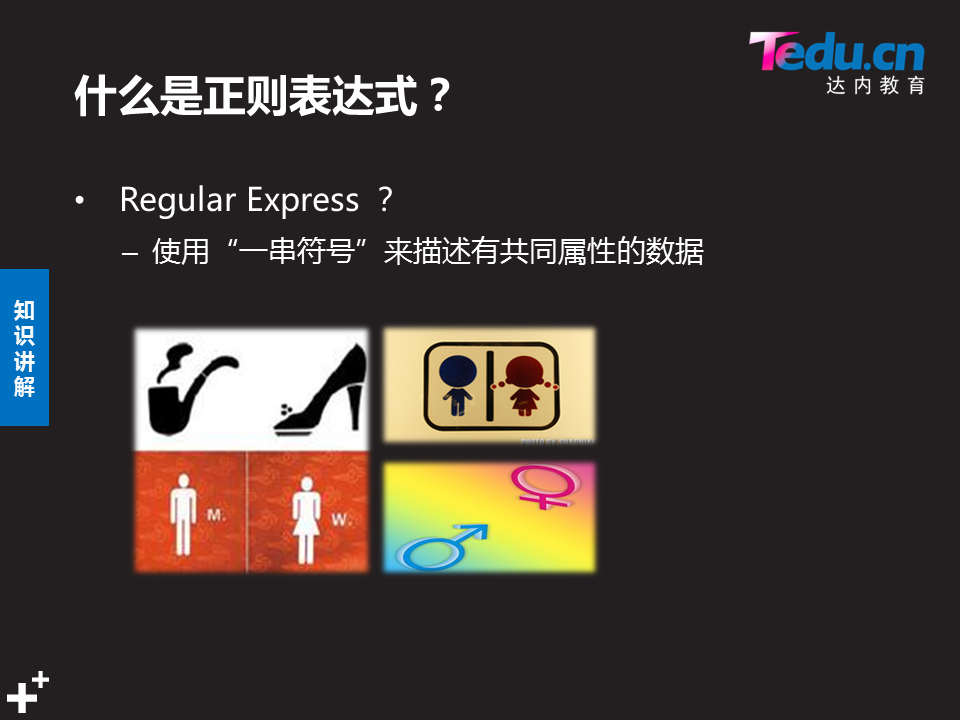 Tedu.cn
达内教育
什么是正则表达式？
• Regular Express ？
– 使用“一串符号”来描述有共同属性的数据
知识讲解
M.
W.